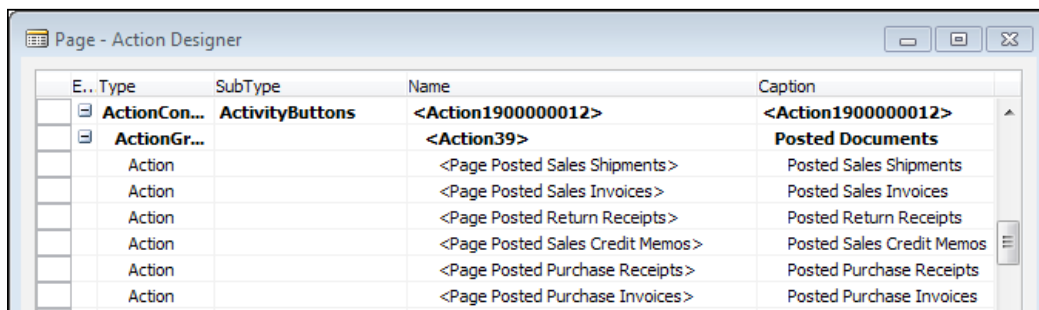 Page - Action Designer
E.. Type SubType Name Caption
ActionCon... ActivityButtons <Action1900000012> <Action1900000012>
ActionGr... <Action39> Posted Documents
Action <Page Posted Sales Shipments> Posted Sales Shipments
Action <Page Posted Sales Invoices> Posted Sales Invoices
Action <Page Posted Return Receipts> Posted Return Receipts
Action <Page Posted Sales Credit Memos> Posted Sales Credit Memos
Action <Page Posted Purchase Receipts> Posted Purchase Receipts
Action <Page Posted Purchase Invoices> Posted Purchase Invoices